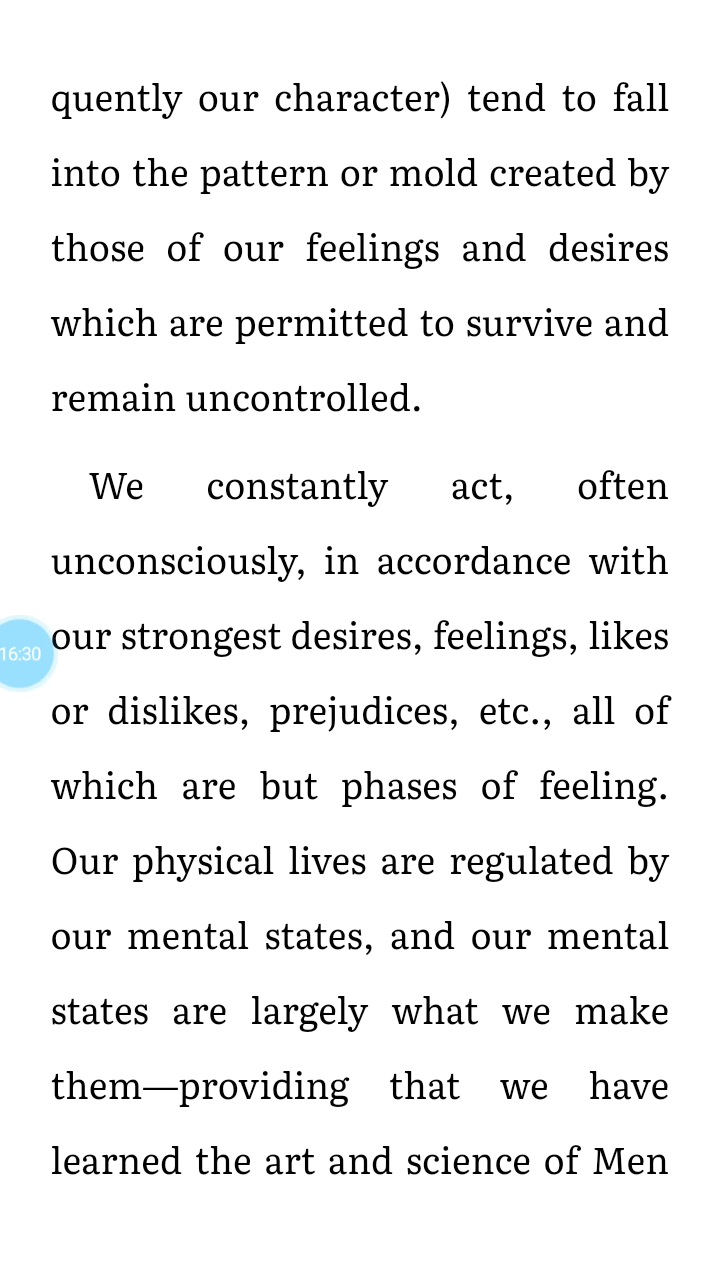 quently our character) tend to fall
into the pattern or mold created by
those of our feelings and desires
which are permitted to survive and
remain uncontrolled.
We constantly act, often
unconsciously, in accordance with
16:30
our strongest desires, feelings, likes
or dislikes, prejudices, etc., all of
which are but phases of feeling.
Our physical lives are regulated by
our mental states, and our mental
states are largely what we make
them—providing that we have
learned the art and science of Men